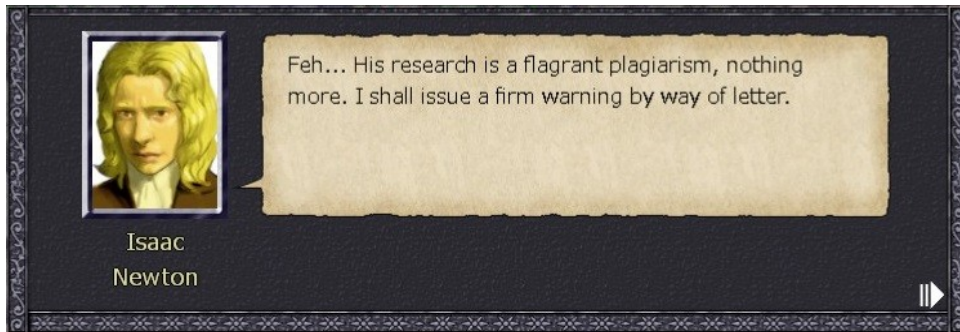 Feh... His research is a flagrant plagiarism, nothing
more. I shall issue a firm warning by way of letter.
Isaac
Newton